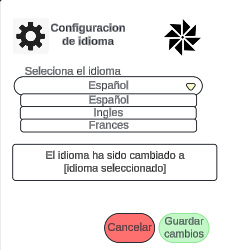 Configuracion
de idioma
Seleciona el idioma
Español
Español
Ingles
Frances
El idioma ha sido cambiado a
[idioma seleccionado]
Cancelar
Guardar
cambios